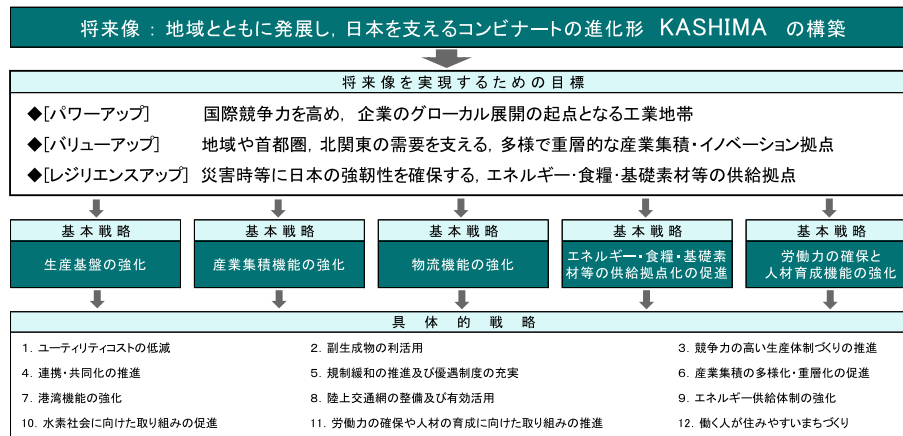 将来像：地域とともに発展し，日本を支えるコンビナートの進化形 KASHIMA の構築
将来像を実現するための目標
◆[パワーアップ] 国際競争力を高め，企業のグローカル展開の起点となる工業地帯
◆[バリューアップ] 地域や首都圏，北関東の需要を支える，多様で重層的な産業集積・イノベーション拠点
◆[レジリエンスアップ] 災害時等に日本の強靭性を確保する，エネルギー・食糧・基礎素材等の供給拠点
基本戦略
生産基盤の強化
基本戦略
産業集積機能の強化
基本戦略
物流機能の強化
基本戦略
エネルギー・食糧・基礎素
材等の供給拠点化の促進
基本戦略
労働力の確保と
人材育成機能の強化
具体的戦略
1. ユーティリティコストの低減
2. 副生成物の利活用
3. 競争力の高い生産体制づくりの推進
4. 連携・共同化の推進
5. 規制緩和の推進及び優遇制度の充実
6. 産業集積の多様化・重層化の促進
7. 港湾機能の強化
8. 陸上交通網の整備及び有効活用
9. エネルギー供給体制の強化
10. 水素社会に向けた取り組みの促進
11. 労働力の確保や人材の育成に向けた取り組みの推進
12. 働く人が住みやすいまちづくり